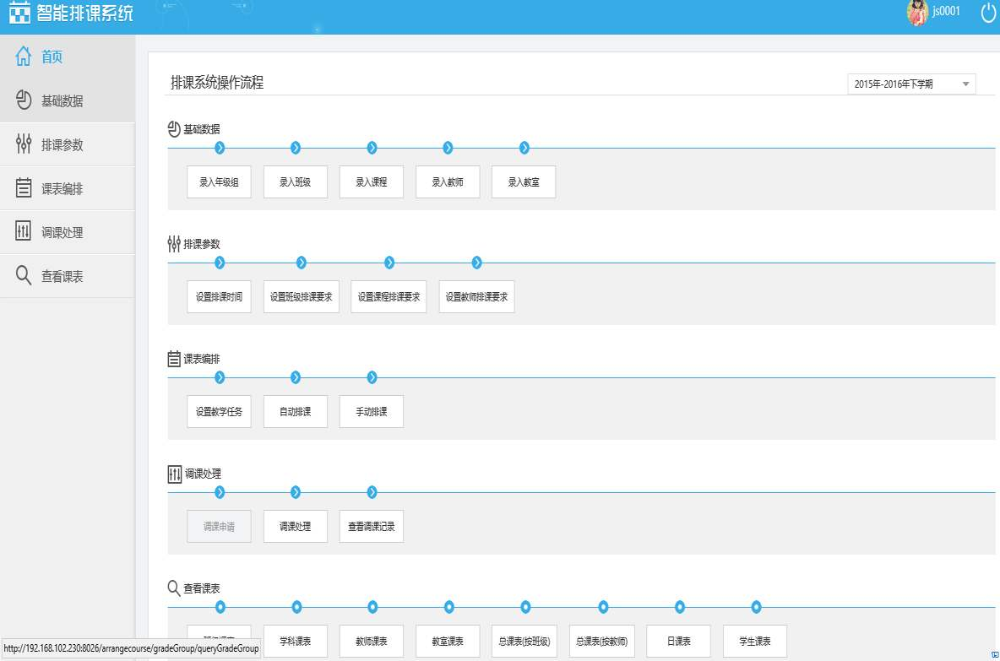 智能排课系统
js0001
首页
基础数据
排课参数
课表编排
调课处理
查看课表
排课系统操作流程
2015年-2016年下学期
基础数据
录入年级组 录入班级 录入课程 录入教师 录入教室
排课参数
设置排课时间 设置班级排课要求 设置课程排课要求 设置教师排课要求
课表编排
设置教学任务 自动排课 手动排课
调课处理
调课申请 调课处理 查看调课记录
查看课表
学科课表 教师课表 教室课表 总课表(按班级) 总课表(按教师) 日课表 学生课表
http://192.168.102.230:8026/arrangecourse/gradeGroup/queryGradeGroup